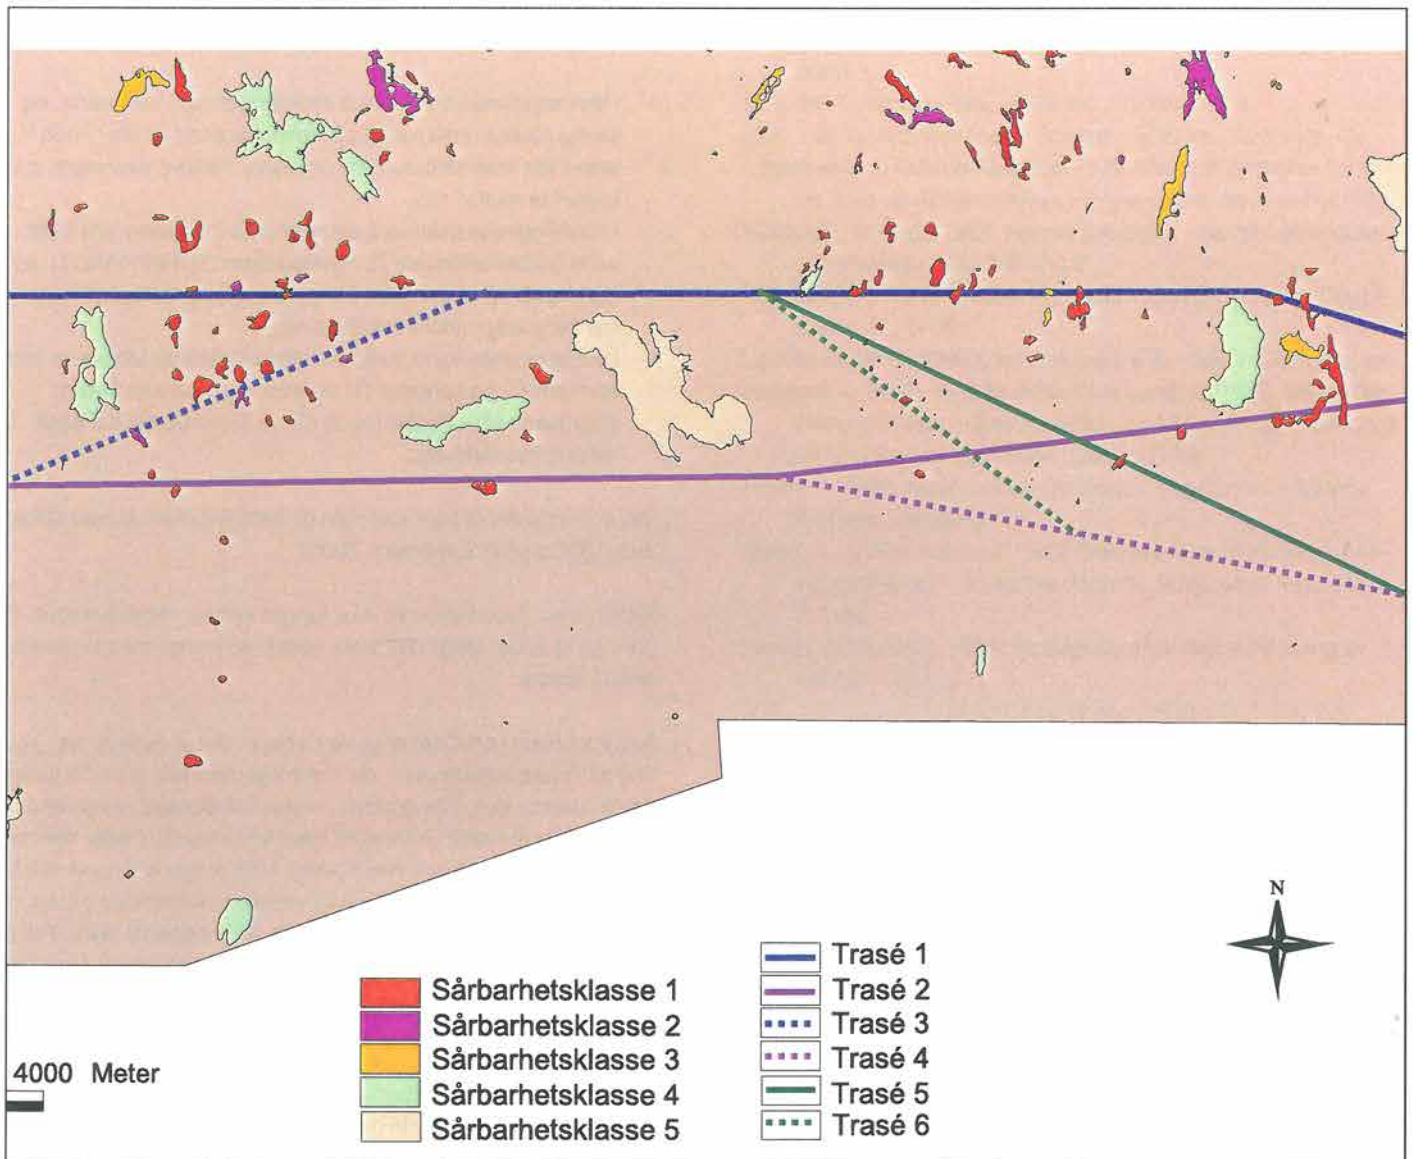 N
Sårbarhetsklasse 1
Sårbarhetsklasse 2
Sårbarhetsklasse 3
Sårbarhetsklasse 4
Sårbarhetsklasse 5
Trasé 1
Trasé 2
Trasé 3
Trasé 4
Trasé 5
Trasé 6
4000 Meter